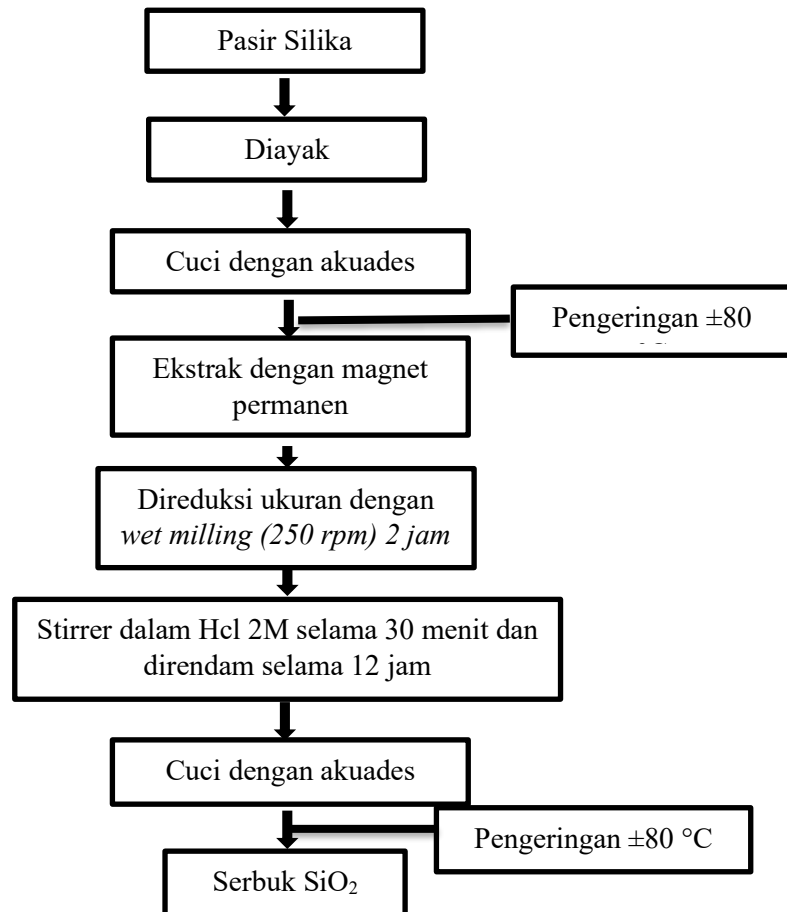 Pasir Silika
Diayak
Cuci dengan akuades
Pengeringan ±80
Ekstrak dengan magnet
permanen
Direduksi ukuran dengan
wet milling (250 rpm) 2 jam
Stirrer dalam Hcl 2M selama 30 menit dan
direndam selama 12 jam
Cuci dengan akuades
Pengeringan ±80 °C
Serbuk SiO₂